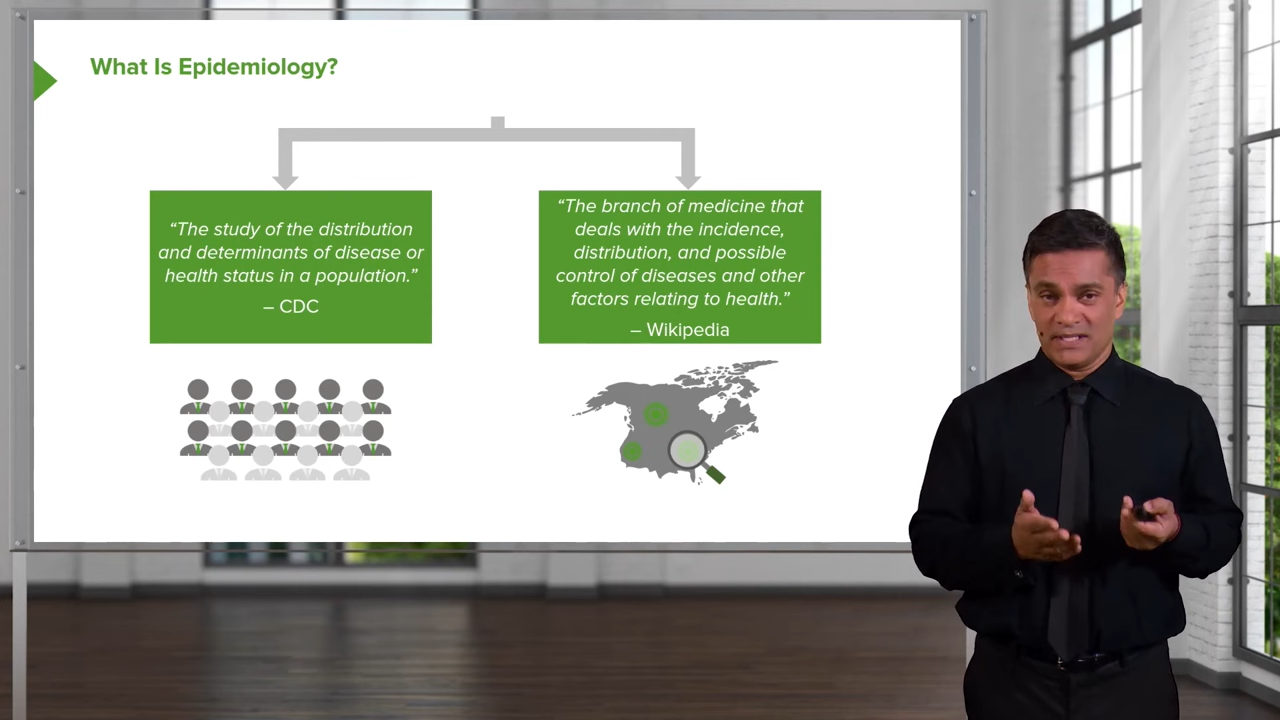 What Is Epidemiology?
“The study of the distribution
and determinants of disease or
health status in a population.”
– CDC
“The branch of medicine that
deals with the incidence,
distribution, and possible
control of diseases and other
factors relating to health.”
– Wikipedia